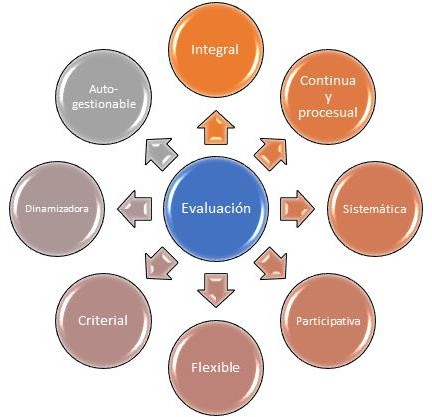 Integral
Continua
y
procesual
Sistemática
Participativa
Flexible
Criterial
Dinamizadora
Auto-
gestionable
Evaluación